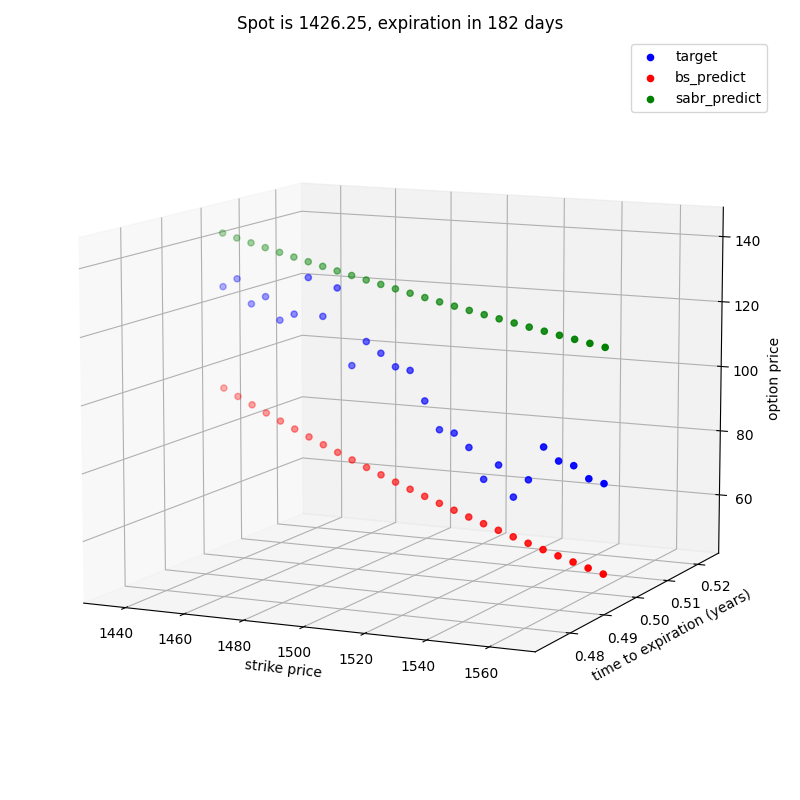 Spot is 1426.25, expiration in 182 days
target
bs_predict
sabr_predict
140
120
100
80
60
option price
0.52
0.51
0.50
0.49
0.48
time to expiration (years)
1440
1460
1480
1500
1520
1540
1560
strike price